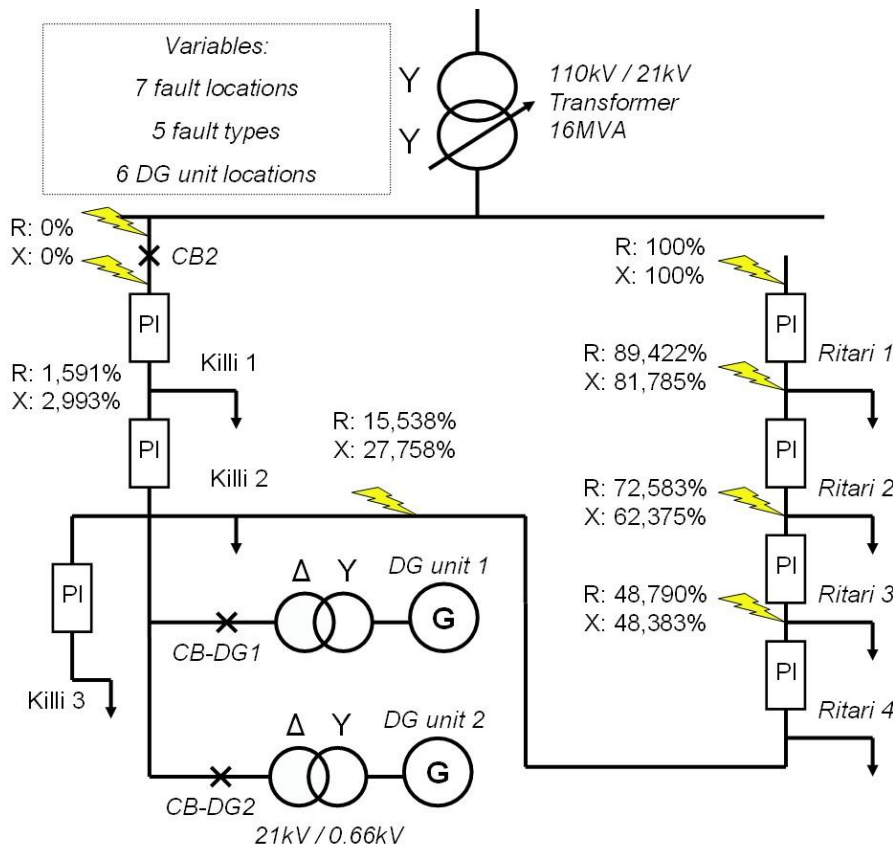 Variables:
7 fault locations
5 fault types
6 DG unit locations
Y
Y
110kV / 21kV
Transformer
16MVA
R: 0%
X: 0%
CB2
R: 100%
X: 100%
PI
PI
Killi 1
R: 1,591%
X: 2,993%
R: 89,422%
X: 81,785%
Ritari 1
PI
R: 15,538%
X: 27,758%
PI
Killi 2
R: 72,583%
X: 62,375%
Ritari 2
PI
Δ Y
DG unit 1
G
CB-DG1
PI
R: 48,790%
X: 48,383%
Ritari 3
PI
Killi 3
Ritari 4
Δ Y
DG unit 2
G
CB-DG2
21kV / 0.66kV